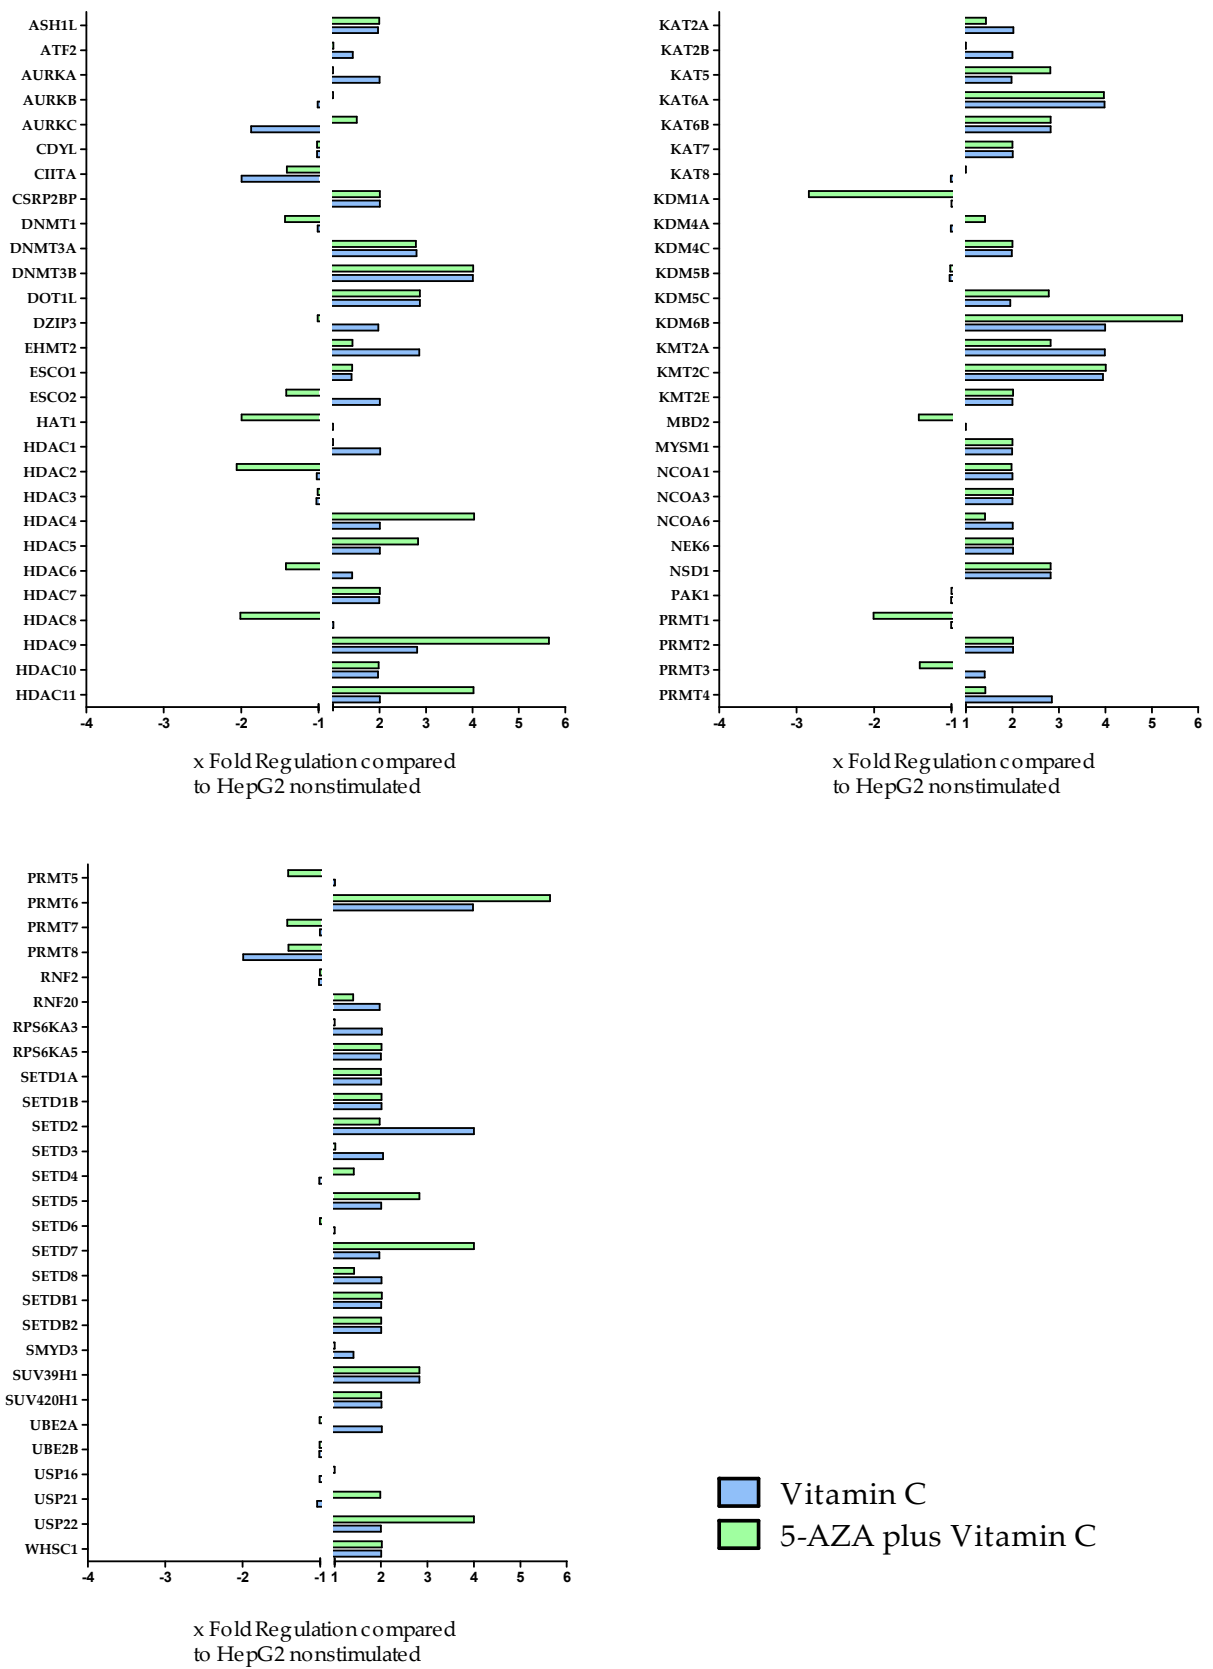 ASH1L
ATF2
AURKA
AURKB
AURKC
CDYL
CIITA
CSRP2BP
DNMT1
DNMT3A
DNMT3B
DOT1L
DZIP3
EHMT2
ESCO1
ESCO2
HAT1
HDAC1
HDAC2
HDAC3
HDAC4
HDAC5
HDAC6
HDAC7
HDAC8
HDAC9
HDAC10
HDAC11
-4 -3 -2 -1 1 2 3 4 5 6
x Fold Regulation compared
to HepG2 nonstimulated
KAT2A
KAT2B
KAT5
KAT6A
KAT6B
KAT7
KAT8
KDM1A
KDM4A
KDM4C
KDM5B
KDM5C
KDM6B
KMT2A
KMT2C
KMT2E
MBD2
MYSM1
NCOA1
NCOA3
NCOA6
NEK6
NSD1
PAK1
PRMT1
PRMT2
PRMT3
PRMT4
-4 -3 -2 -1 1 2 3 4 5 6
x Fold Regulation compared
to HepG2 nonstimulated
PRMT5
PRMT6
PRMT7
PRMT8
RNF2
RNF20
RPS6KA3
RPS6KA5
SETD1A
SETD1B
SETD2
SETD3
SETD4
SETD5
SETD6
SETD7
SETD8
SETDB1
SETDB2
SMYD3
SUV39H1
SUV420H1
UBE2A
UBE2B
USP16
USP21
USP22
WHSC1
-4 -3 -2 -1 1 2 3 4 5 6
x Fold Regulation compared
to HepG2 nonstimulated
Vitamin C
5-AZA plus Vitamin C